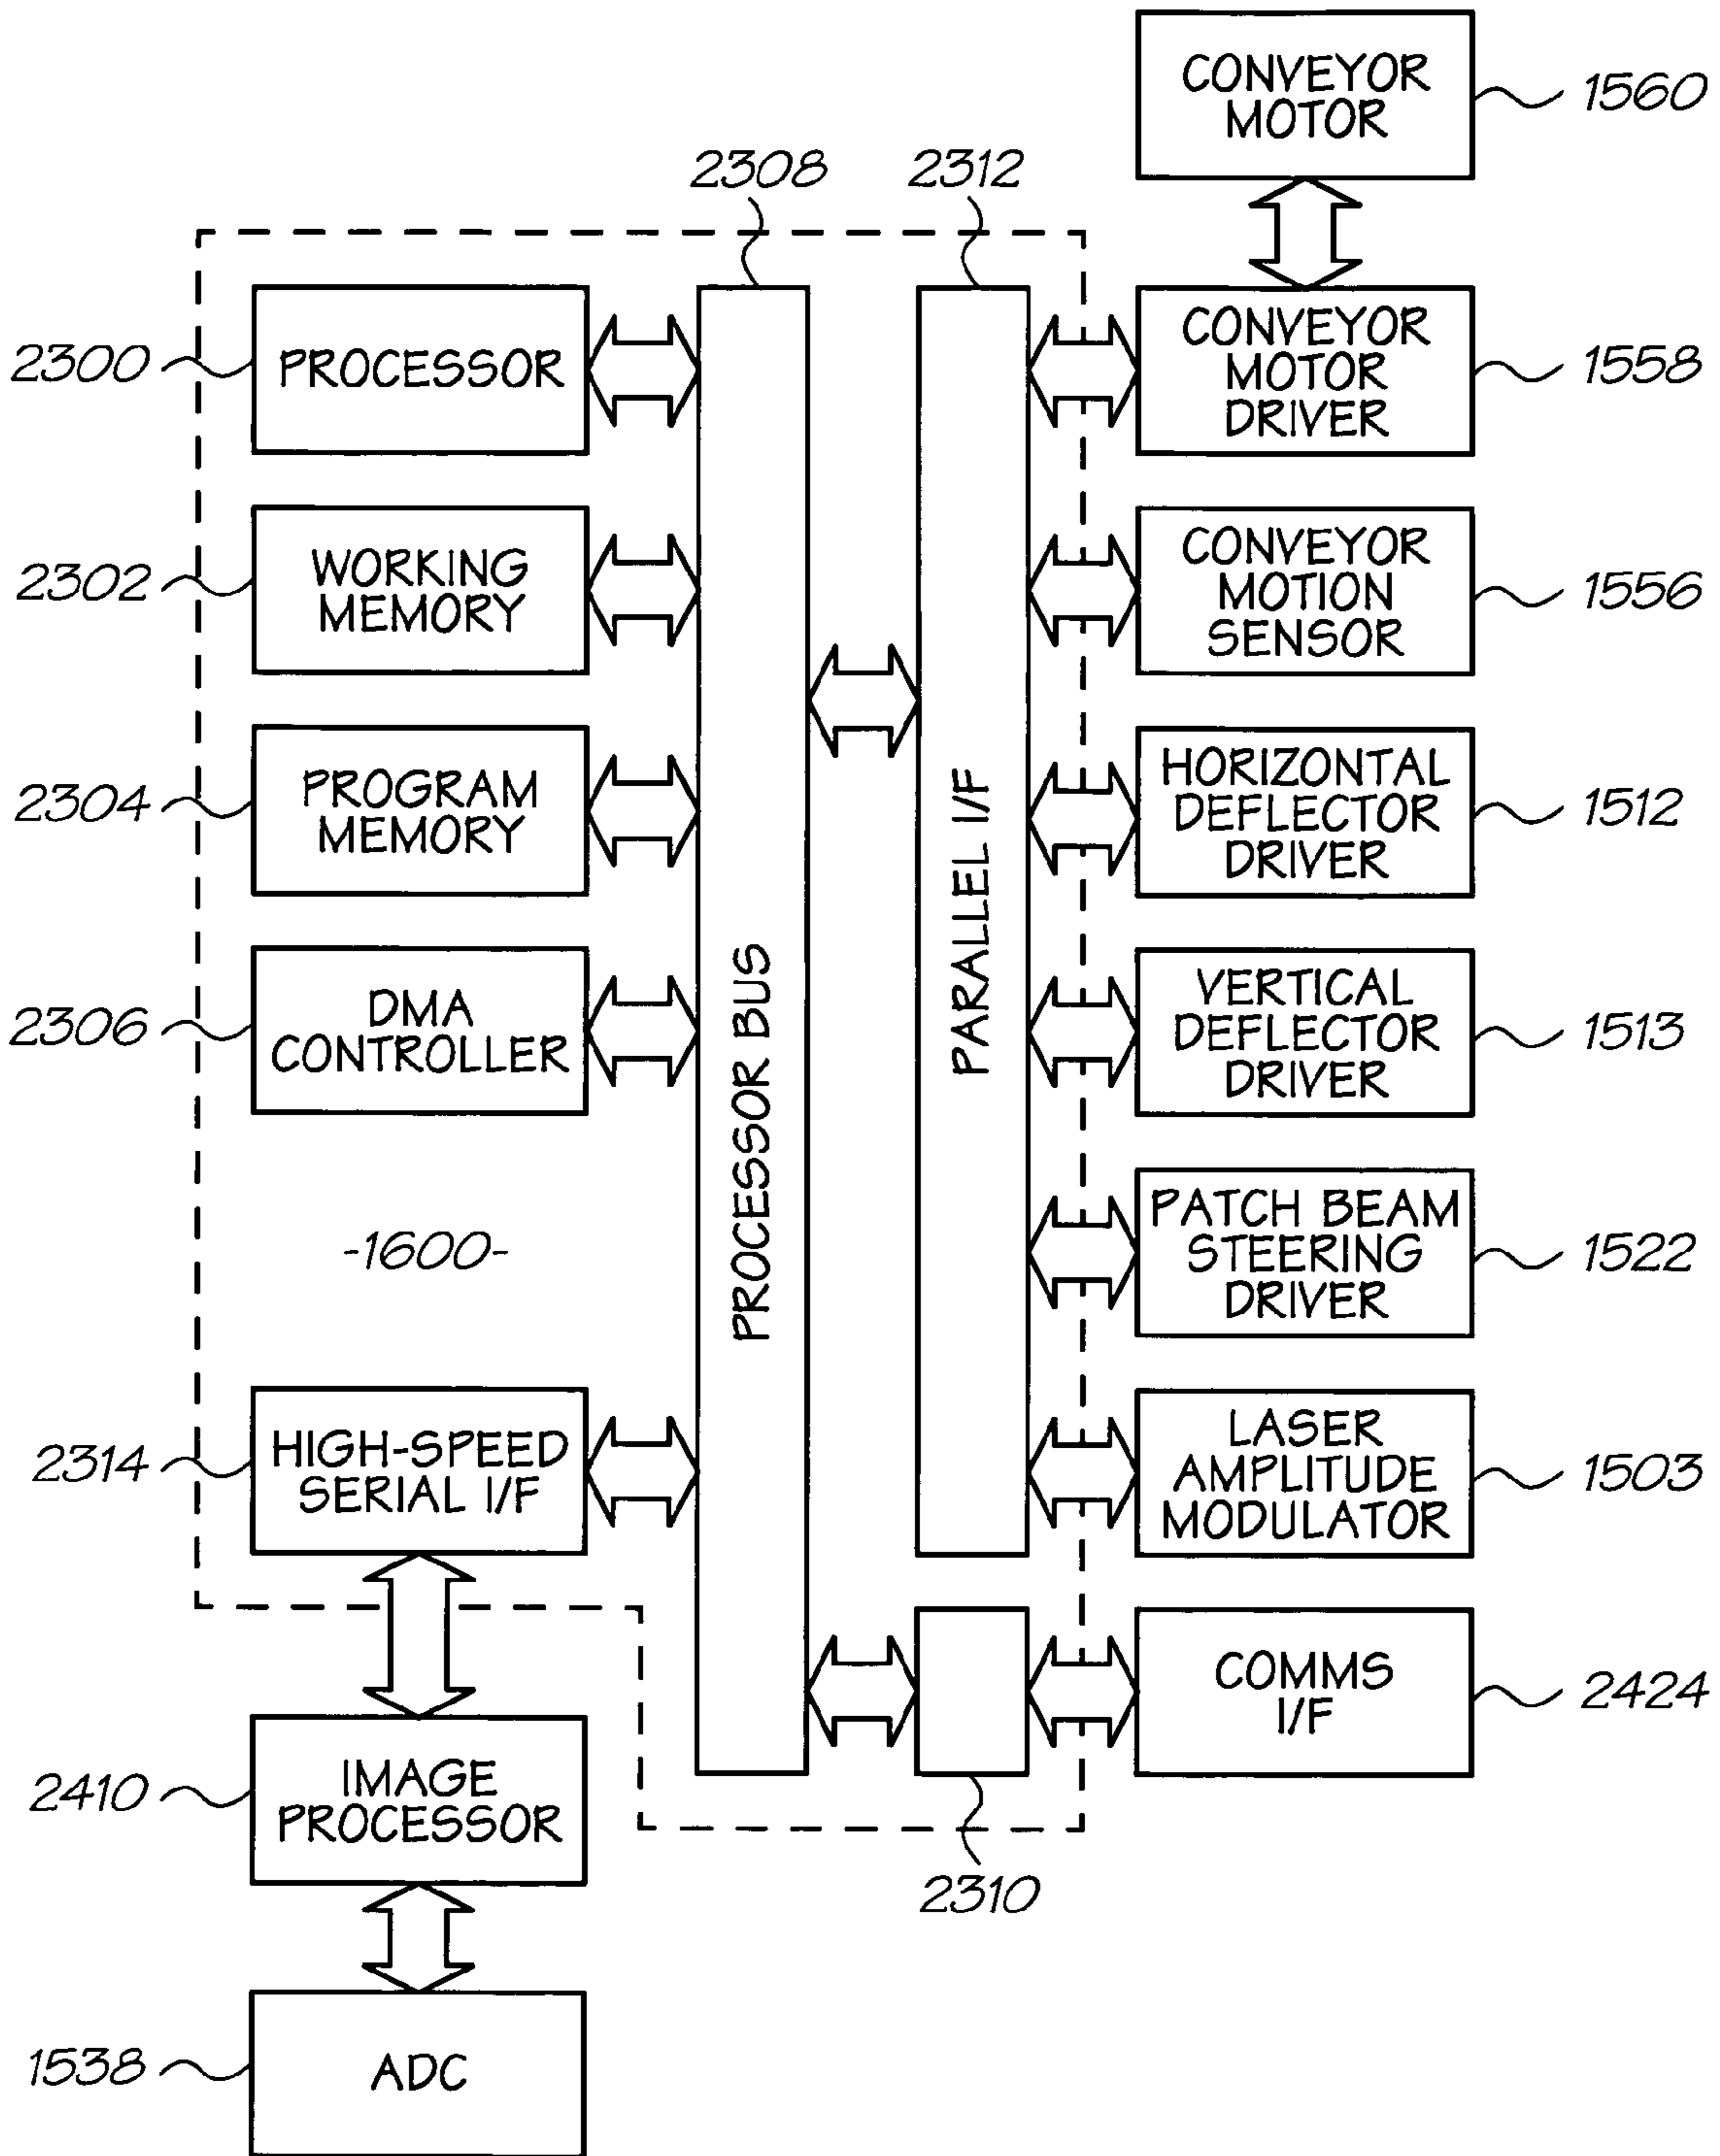 CONVEYOR
MOTOR
1560
2308
2312
2300
PROCESSOR
CONVEYOR
MOTOR
DRIVER
1558
2302
WORKING
MEMORY
CONVEYOR
MOTION
SENSOR
1556
2304
PROGRAM
MEMORY
HORIZONTAL
DEFLECTOR
DRIVER
1512
2306
DMA
CONTROLLER
PROCESSOR BUS
PARALLEL I/F
VERTICAL
DEFLECTOR
DRIVER
1513
-1600-
PATCH BEAM
STEERING
DRIVER
1522
2314
HIGH-SPEED
SERIAL I/F
LASER
AMPLITUDE
MODULATOR
1503
COMMS
I/F
2424
2410
IMAGE
PROCESSOR
2310
1538
ADC